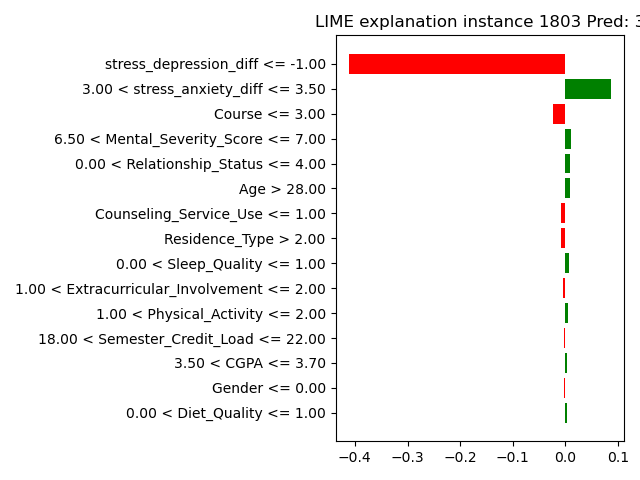 LIME explanation instance 1803 Pred: 3
stress_depression_diff <= -1.00
3.00 < stress_anxiety_diff <= 3.50
Course <= 3.00
6.50 < Mental_Severity_Score <= 7.00
0.00 < Relationship_Status <= 4.00
Age > 28.00
Counseling_Service_Use <= 1.00
Residence_Type > 2.00
0.00 < Sleep_Quality <= 1.00
1.00 < Extracurricular_Involvement <= 2.00
1.00 < Physical_Activity <= 2.00
18.00 < Semester_Credit_Load <= 22.00
3.50 < CGPA <= 3.70
Gender <= 0.00
0.00 < Diet_Quality <= 1.00
−0.4 −0.3 −0.2 −0.1 0.0 0.1